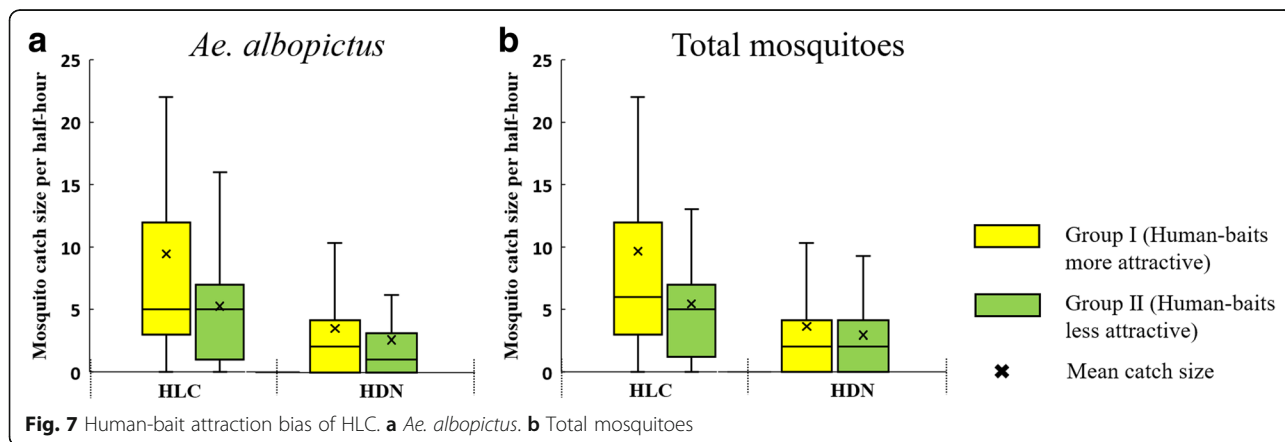 a
Ae. albopictus
Mosquito catch size per half-hour
25
20
15
10
5
0
HLC
HDN
b
Total mosquitoes
Mosquito catch size per half-hour
25
20
15
10
5
0
HLC
HDN
Group I (Human-baits
more attractive)
Group II (Human-baits
less attractive)
Mean catch size
Fig. 7 Human-bait attraction bias of HLC. a Ae. albopictus. b Total mosquitoes